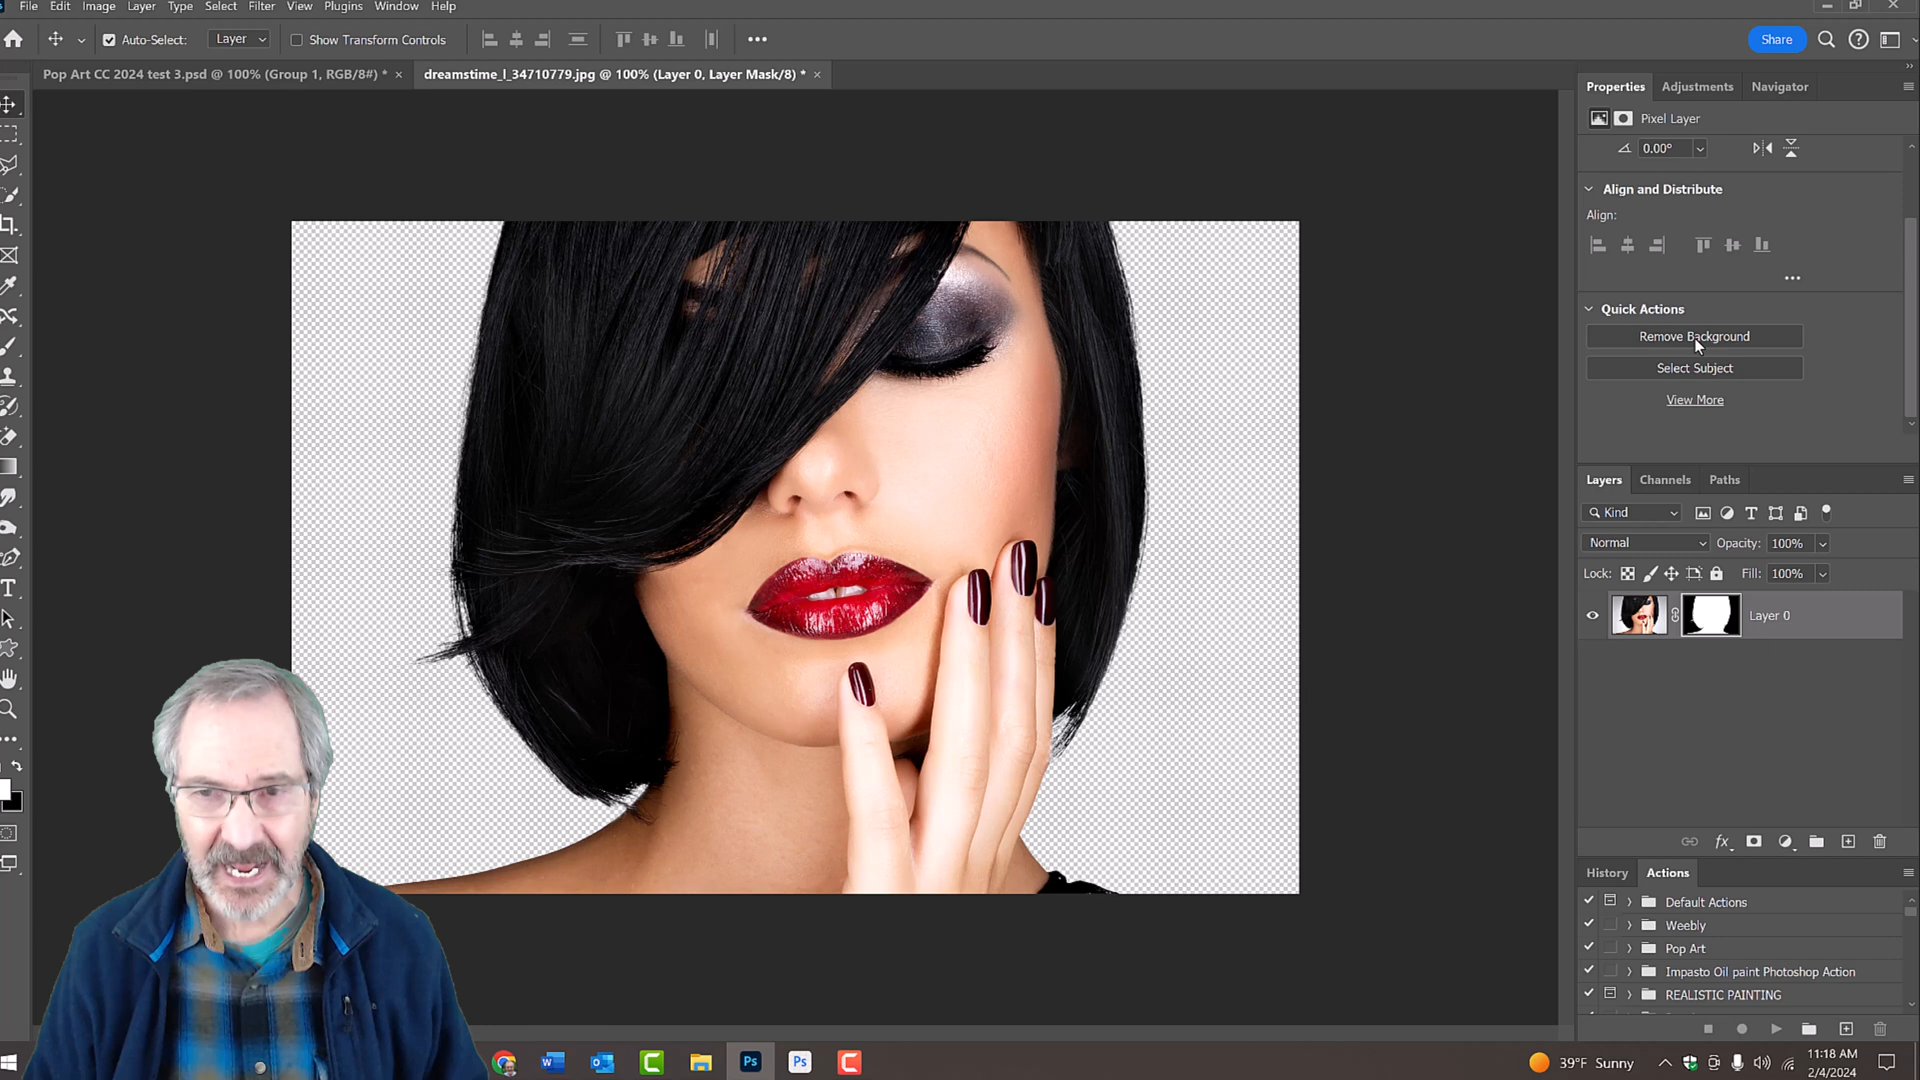 File Edit Image Layer Type Select Filter View Plugins Window Help
Auto-Select: Layer Show Transform Controls Share
Pop Art CC 2024 test 3.psd @ 100% (Group 1, RGB/8#) * × dreamstime_l_34710779.jpg @ 100% (Layer 0, Layer Mask/8) * ×
Properties Adjustments Navigator
Pixel Layer
0.00°
Align and Distribute
Align:
Quick Actions
Remove Background
Select Subject
View More
Layers Channels Paths
Kind
Normal Opacity: 100%
Lock: Fill: 100%
Layer 0
fx
History Actions
Default Actions
Weebly
Pop Art
Impasto Oil paint Photoshop Action
REALISTIC PAINTING
39°F Sunny
11:18 AM
2/4/2024